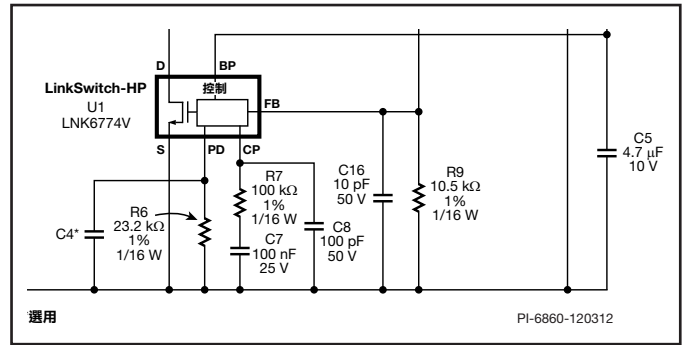 D
BP
LinkSwitch-HP
U1
LNK6774V
控制
FB
S
PD
CP
C4*
R6
23.2 kΩ
1%
1/16 W
R7
100 kΩ
1%
1/16 W
C7
100 nF
25 V
C8
100 pF
50 V
C16
10 pF
50 V
R9
10.5 kΩ
1%
1/16 W
C5
4.7 μF
10 V
選用
PI-6860-120312